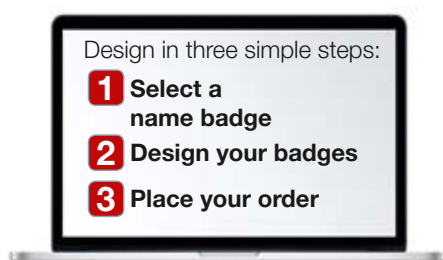 Design in three simple steps:
1 Select a
name badge
2 Design your badges
3 Place your order